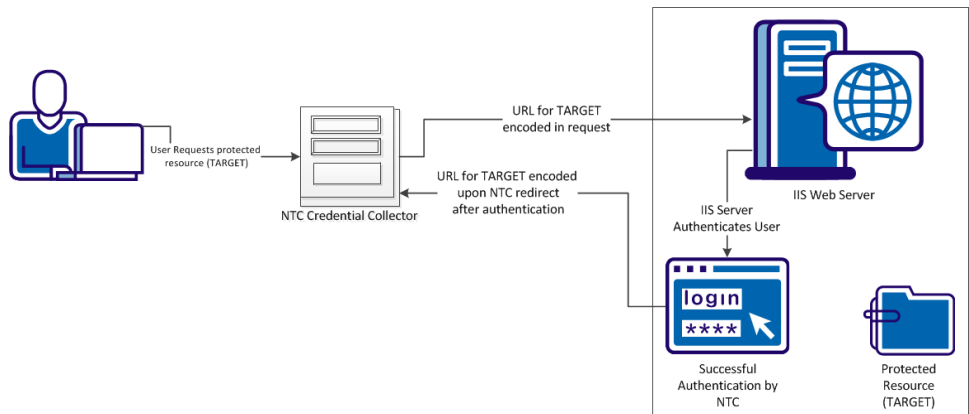 User Requests protected
resource (TARGET)
NTC Credential Collector
URL for TARGET
encoded in request
URL for TARGET encoded
upon NTC redirect
after authentication
IIS Web Server
IIS Server
Authenticates User
login
****
Successful
Authentication by
NTC
Protected
Resource
(TARGET)